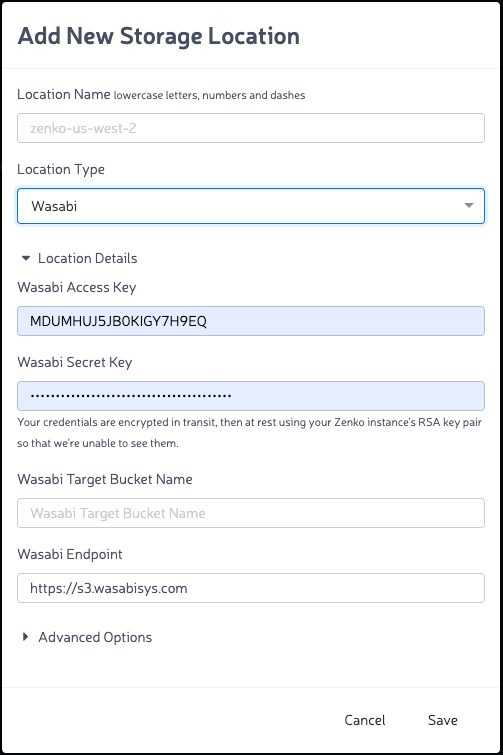 Add New Storage Location
Location Name lowercase letters, numbers and dashes
zenko-us-west-2
Location Type
Wasabi
Location Details
Wasabi Access Key
MDUMHUJ5JB0KIGY7H9EQ
Wasabi Secret Key
••••••••••••••••••••••••••••••••••••••••
Your credentials are encrypted in transit, then at rest using your Zenko instance's RSA key pair
so that we're unable to see them.
Wasabi Target Bucket Name
Wasabi Target Bucket Name
Wasabi Endpoint
https://s3.wasabisys.com
Advanced Options
Cancel Save